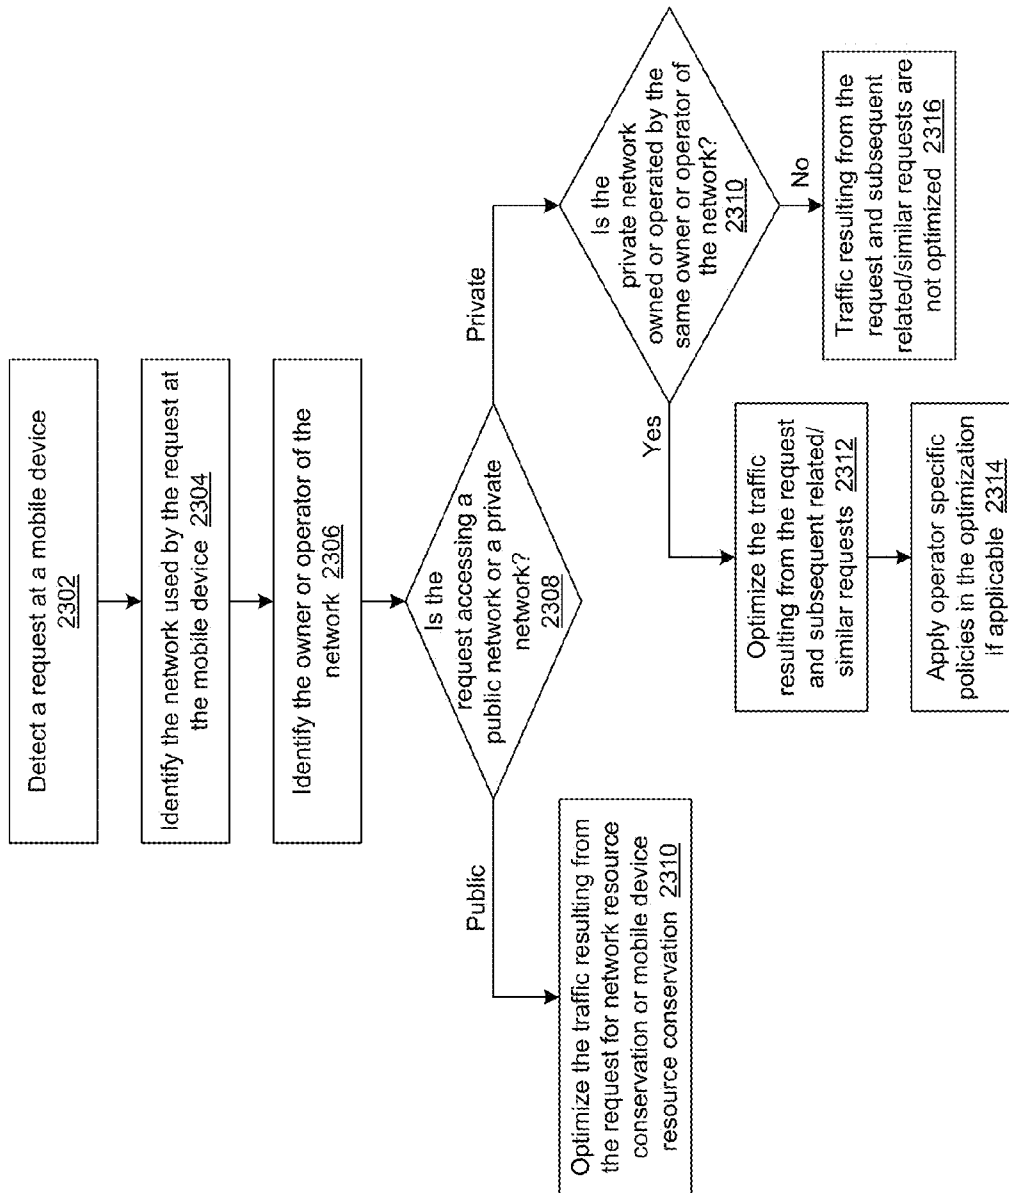 Detect a request at a mobile device
2302
Identify the network used by the request at
the mobile device 2304
Identify the owner or operator of the
network 2306
Is the
request accessing a
public network or a private
network?
2308
Public
Private
Optimize the traffic resulting from
the request for network resource
conservation or mobile device
resource conservation 2310
Is the
private network
owned or operated by the
same owner or operator of
the network?
2310
Yes
No
Optimize the traffic
resulting from the request
and subsequent related/
similar requests 2312
Apply operator specific
policies in the optimization
if applicable 2314
Traffic resulting from the
request and subsequent
related/similar requests are
not optimized 2316